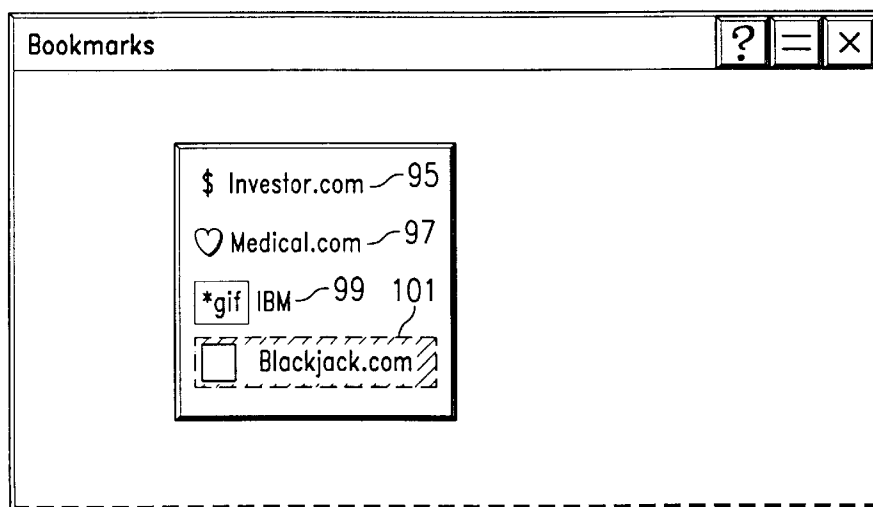 Bookmarks ? = ×
$ Investor.com 95
♡ Medical.com 97
*gif IBM 99 101
Blackjack.com